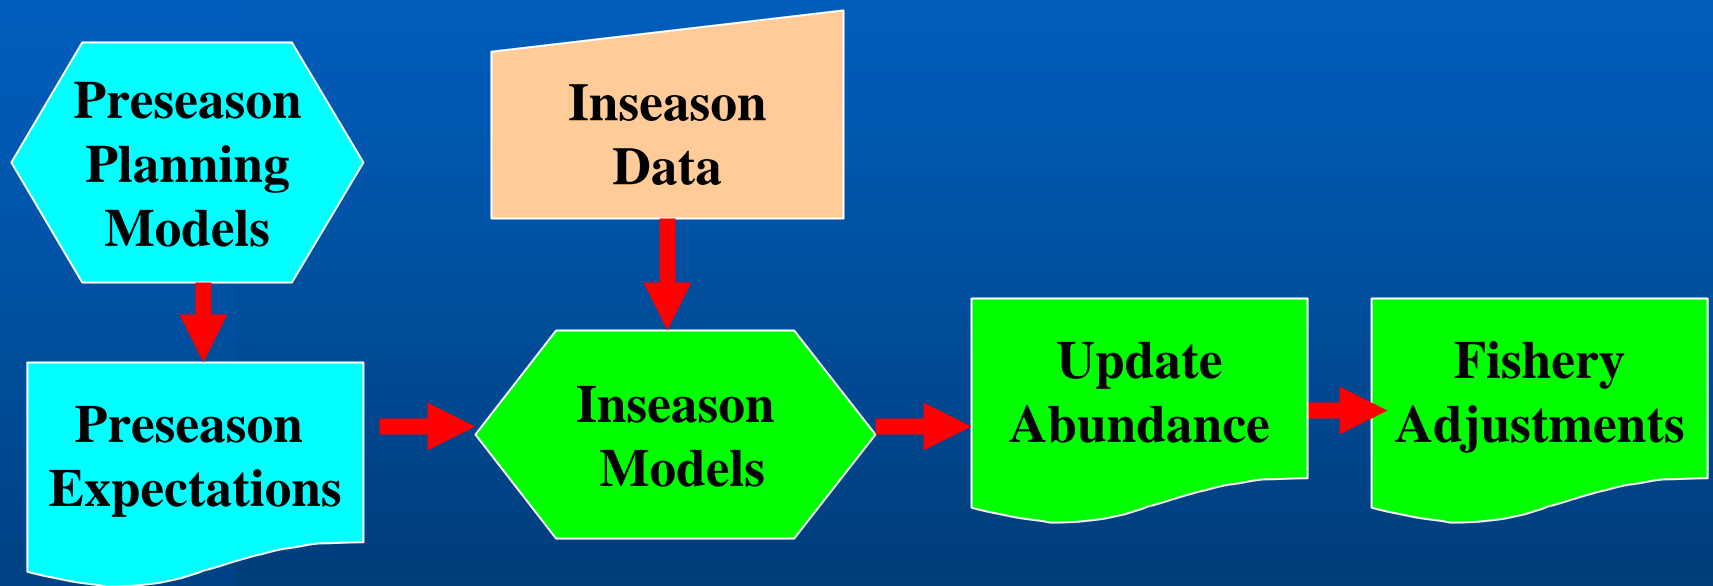 Preseason
Planning
Models
Inseason
Data
Preseason
Expectations
Inseason
Models
Update
Abundance
Fishery
Adjustments